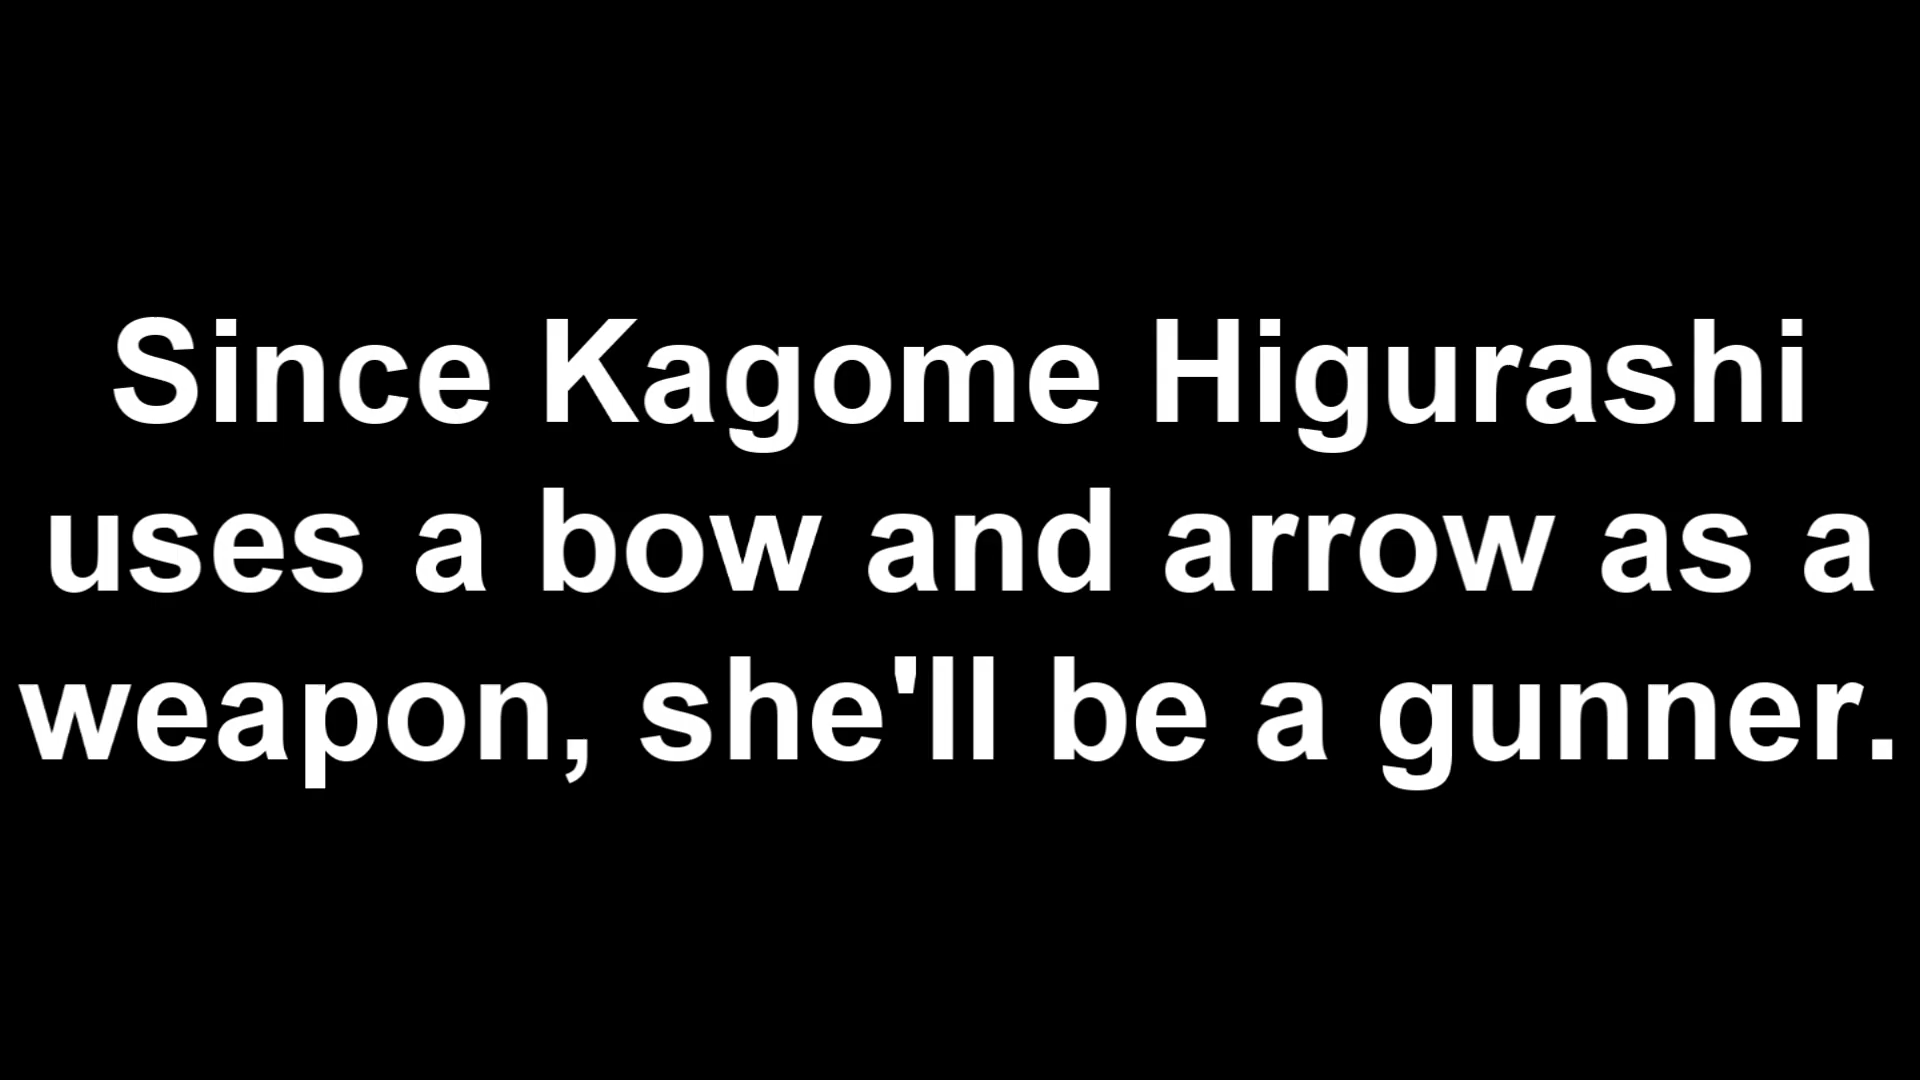 Since Kagome Higurashi
uses a bow and arrow as a
weapon, she'll be a gunner.